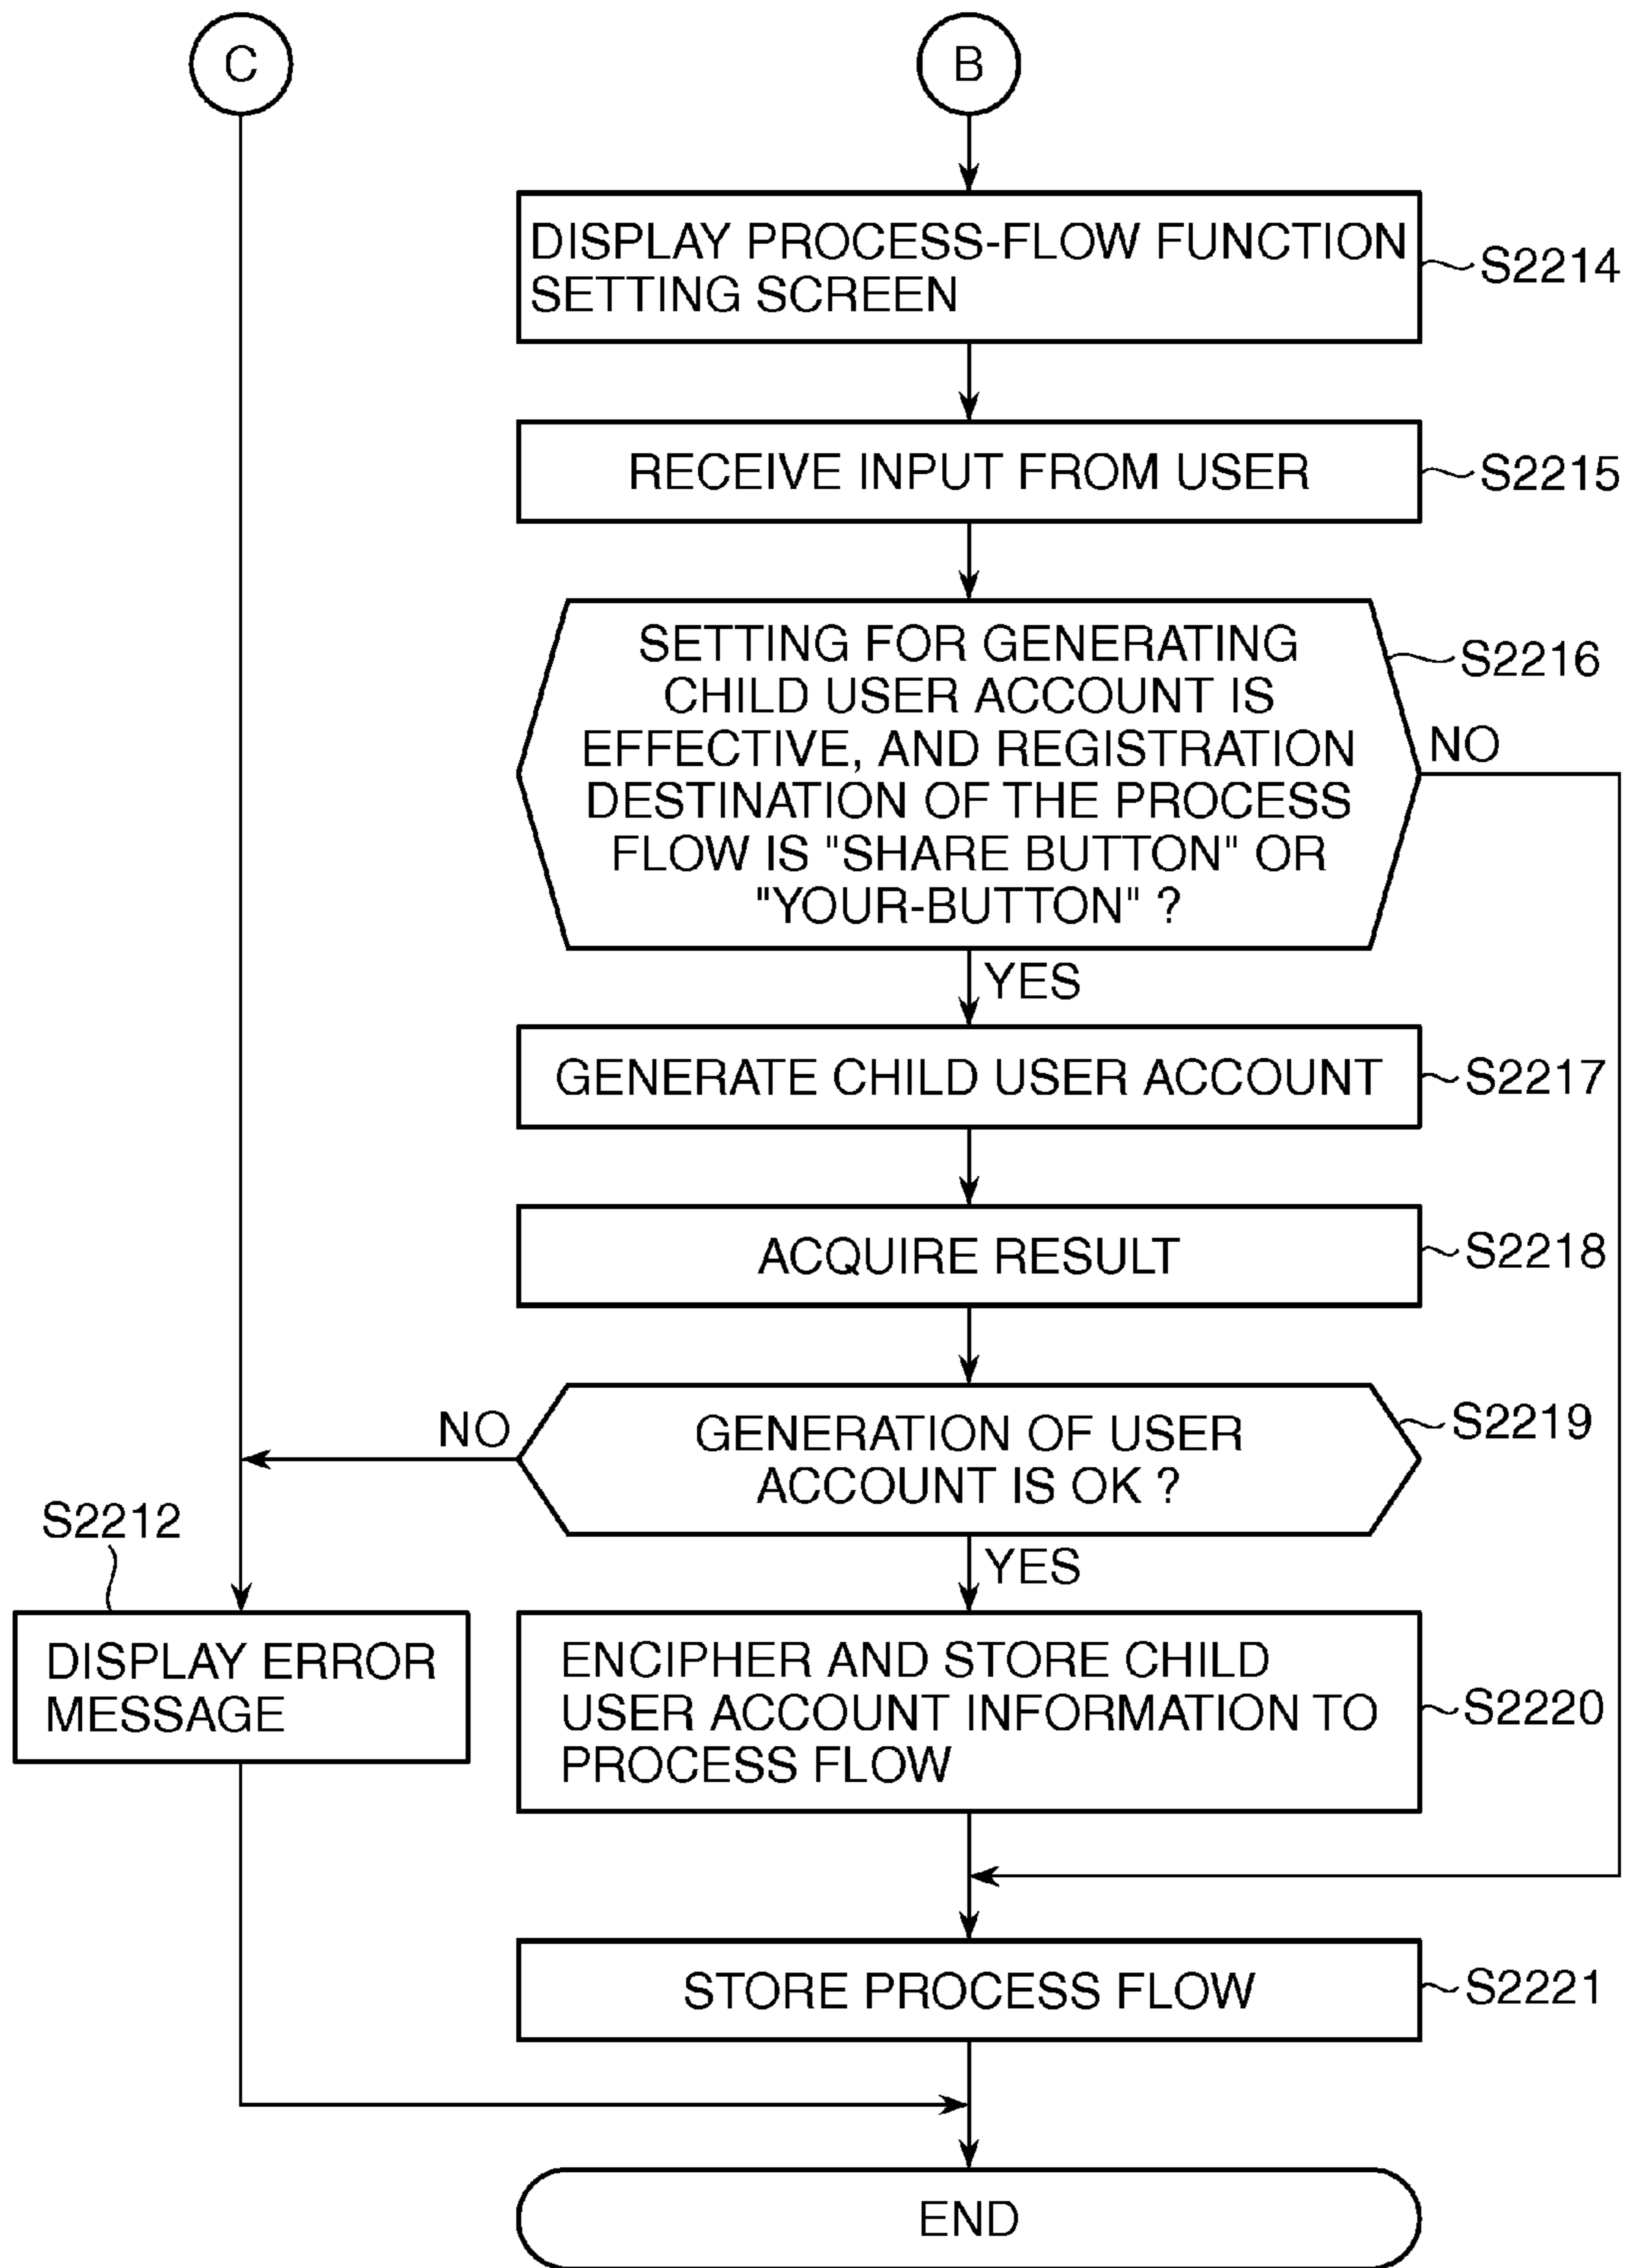 C
B
DISPLAY PROCESS-FLOW FUNCTION
SETTING SCREEN
S2214
RECEIVE INPUT FROM USER
S2215
SETTING FOR GENERATING
CHILD USER ACCOUNT IS
EFFECTIVE, AND REGISTRATION
DESTINATION OF THE PROCESS
FLOW IS "SHARE BUTTON" OR
"YOUR-BUTTON" ?
S2216
NO
YES
GENERATE CHILD USER ACCOUNT
S2217
ACQUIRE RESULT
S2218
NO
GENERATION OF USER
ACCOUNT IS OK ?
S2219
YES
S2212
DISPLAY ERROR
MESSAGE
ENCIPHER AND STORE CHILD
USER ACCOUNT INFORMATION TO
PROCESS FLOW
S2220
STORE PROCESS FLOW
S2221
END